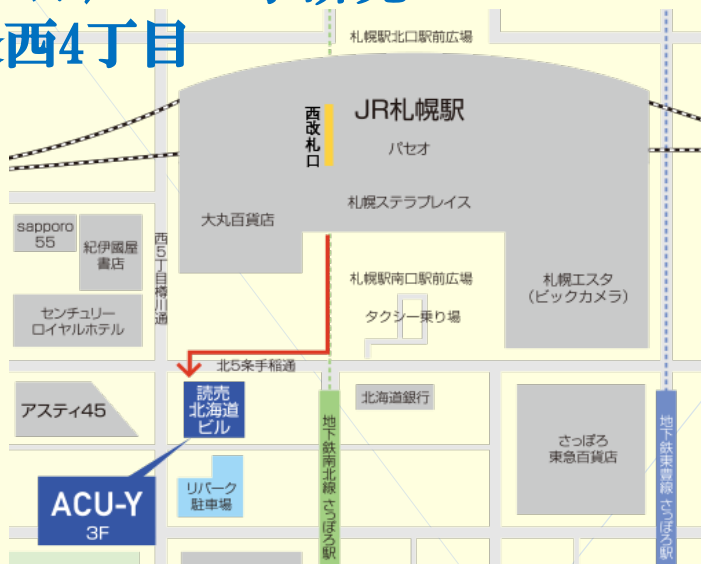 西4丁目
札幌駅北口駅前広場
西改札口
JR札幌駅
パセオ
札幌ステラプレイス
大丸百貨店
sapporo
55
紀伊國屋
書店
西5丁目樽川通
センチュリー
ロイヤルホテル
札幌駅南口駅前広場
タクシー乗り場
札幌エスタ
(ビックカメラ)
北5条手稲通
アスティ45
読売
北海道
ビル
北海道銀行
地下鉄南北線 さっぽろ駅
さっぽろ
東急百貨店
地下鉄東豊線 さっぽろ駅
リパーク
駐車場
ACU-Y
3F